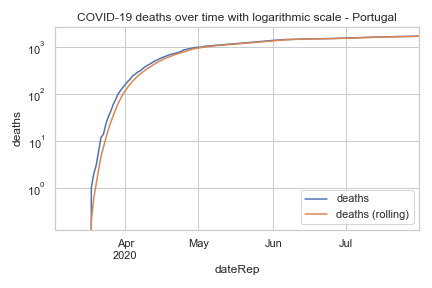 COVID-19 deaths over time with logarithmic scale - Portugal
10³
10²
10¹
10⁰
deaths
deaths
deaths (rolling)
Apr May Jun Jul
2020
dateRep